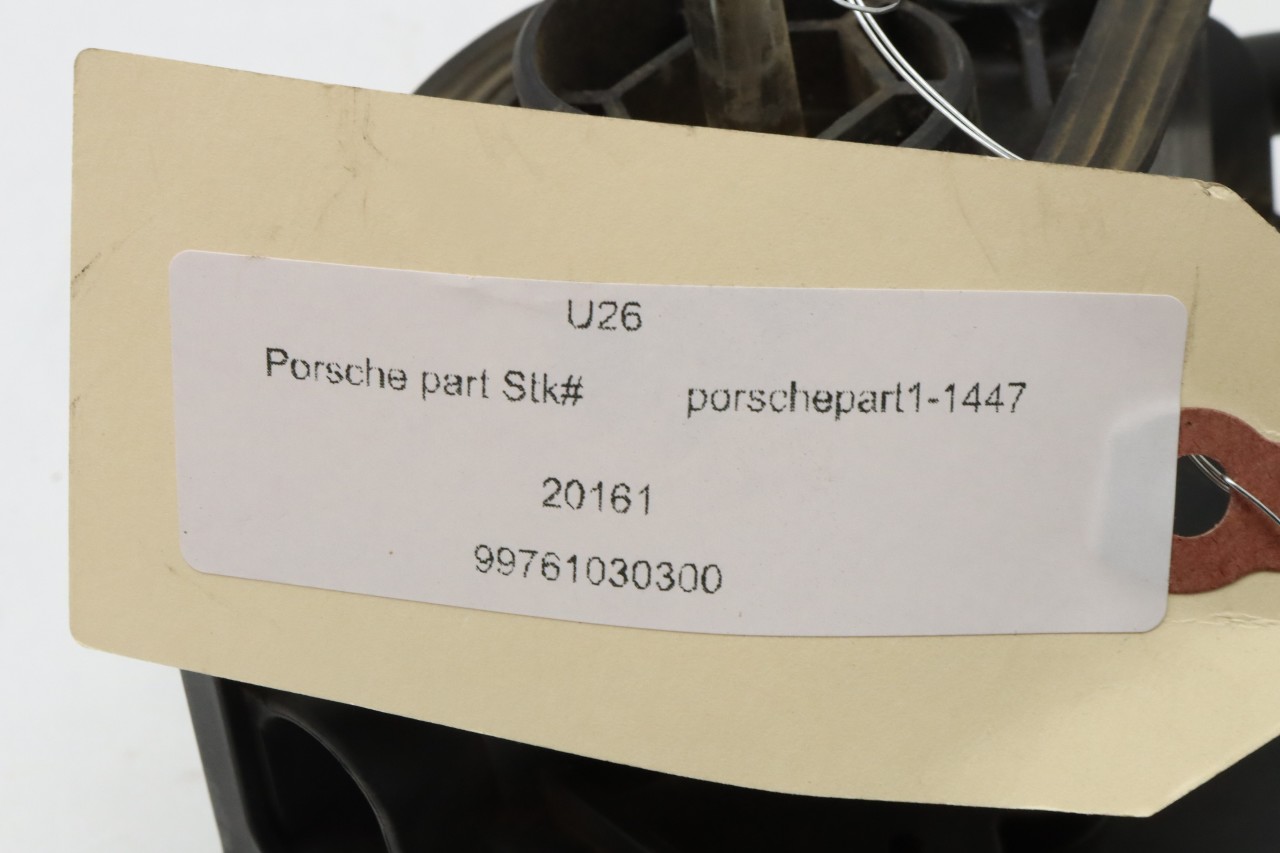 U26
Porsche part Stk# porschepart1-1447
20161
99761030300